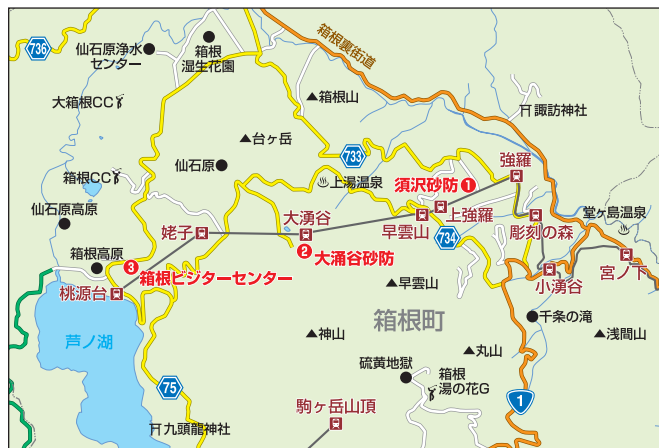 736
仙石原浄水
センター
箱根
湿生花園
箱根裏街道
大箱根CC
箱根山
諏訪神社
台ヶ岳
733
強羅
箱根CC
仙石原
上湯温泉
須沢砂防❶
上強羅
仙石原高原
姥子
大湧谷
早雲山
734
彫刻の森
堂ヶ島温泉
❷大涌谷砂防
箱根高原
❸箱根ビジターセンター
小湧谷
宮ノ下
桃源台
早雲山
箱根町
千条の滝
芦ノ湖
神山
丸山
浅間山
硫黄地獄
箱根
湯の花G
75
1
駒ヶ岳山頂
九頭龍神社